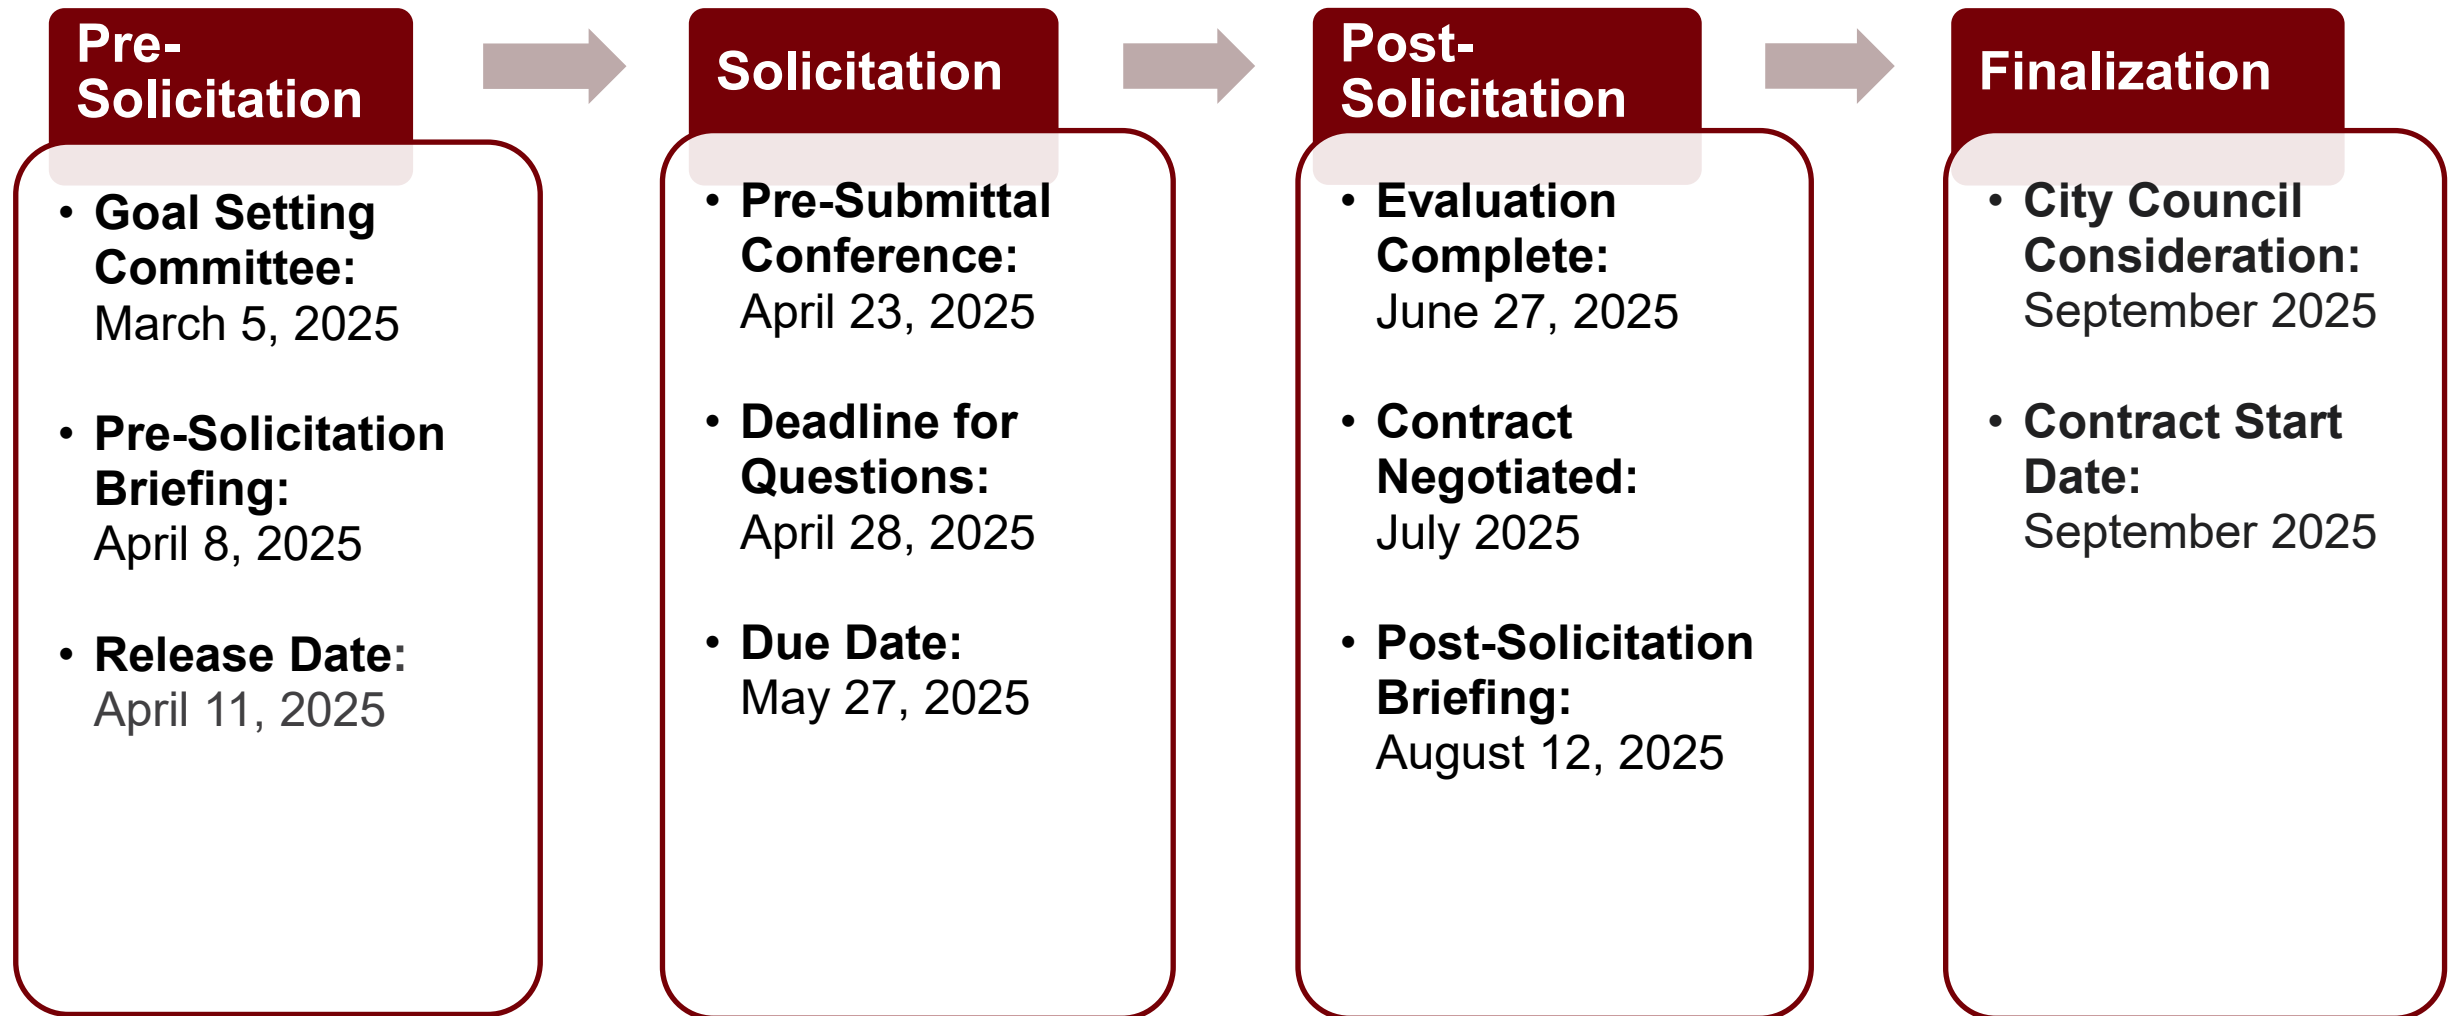 Pre-
Solicitation
• Goal Setting
Committee:
March 5, 2025
• Pre-Solicitation
Briefing:
April 8, 2025
• Release Date:
April 11, 2025
Solicitation
• Pre-Submittal
Conference:
April 23, 2025
• Deadline for
Questions:
April 28, 2025
• Due Date:
May 27, 2025
Post-
Solicitation
• Evaluation
Complete:
June 27, 2025
• Contract
Negotiated:
July 2025
• Post-Solicitation
Briefing:
August 12, 2025
Finalization
• City Council
Consideration:
September 2025
• Contract Start
Date:
September 2025